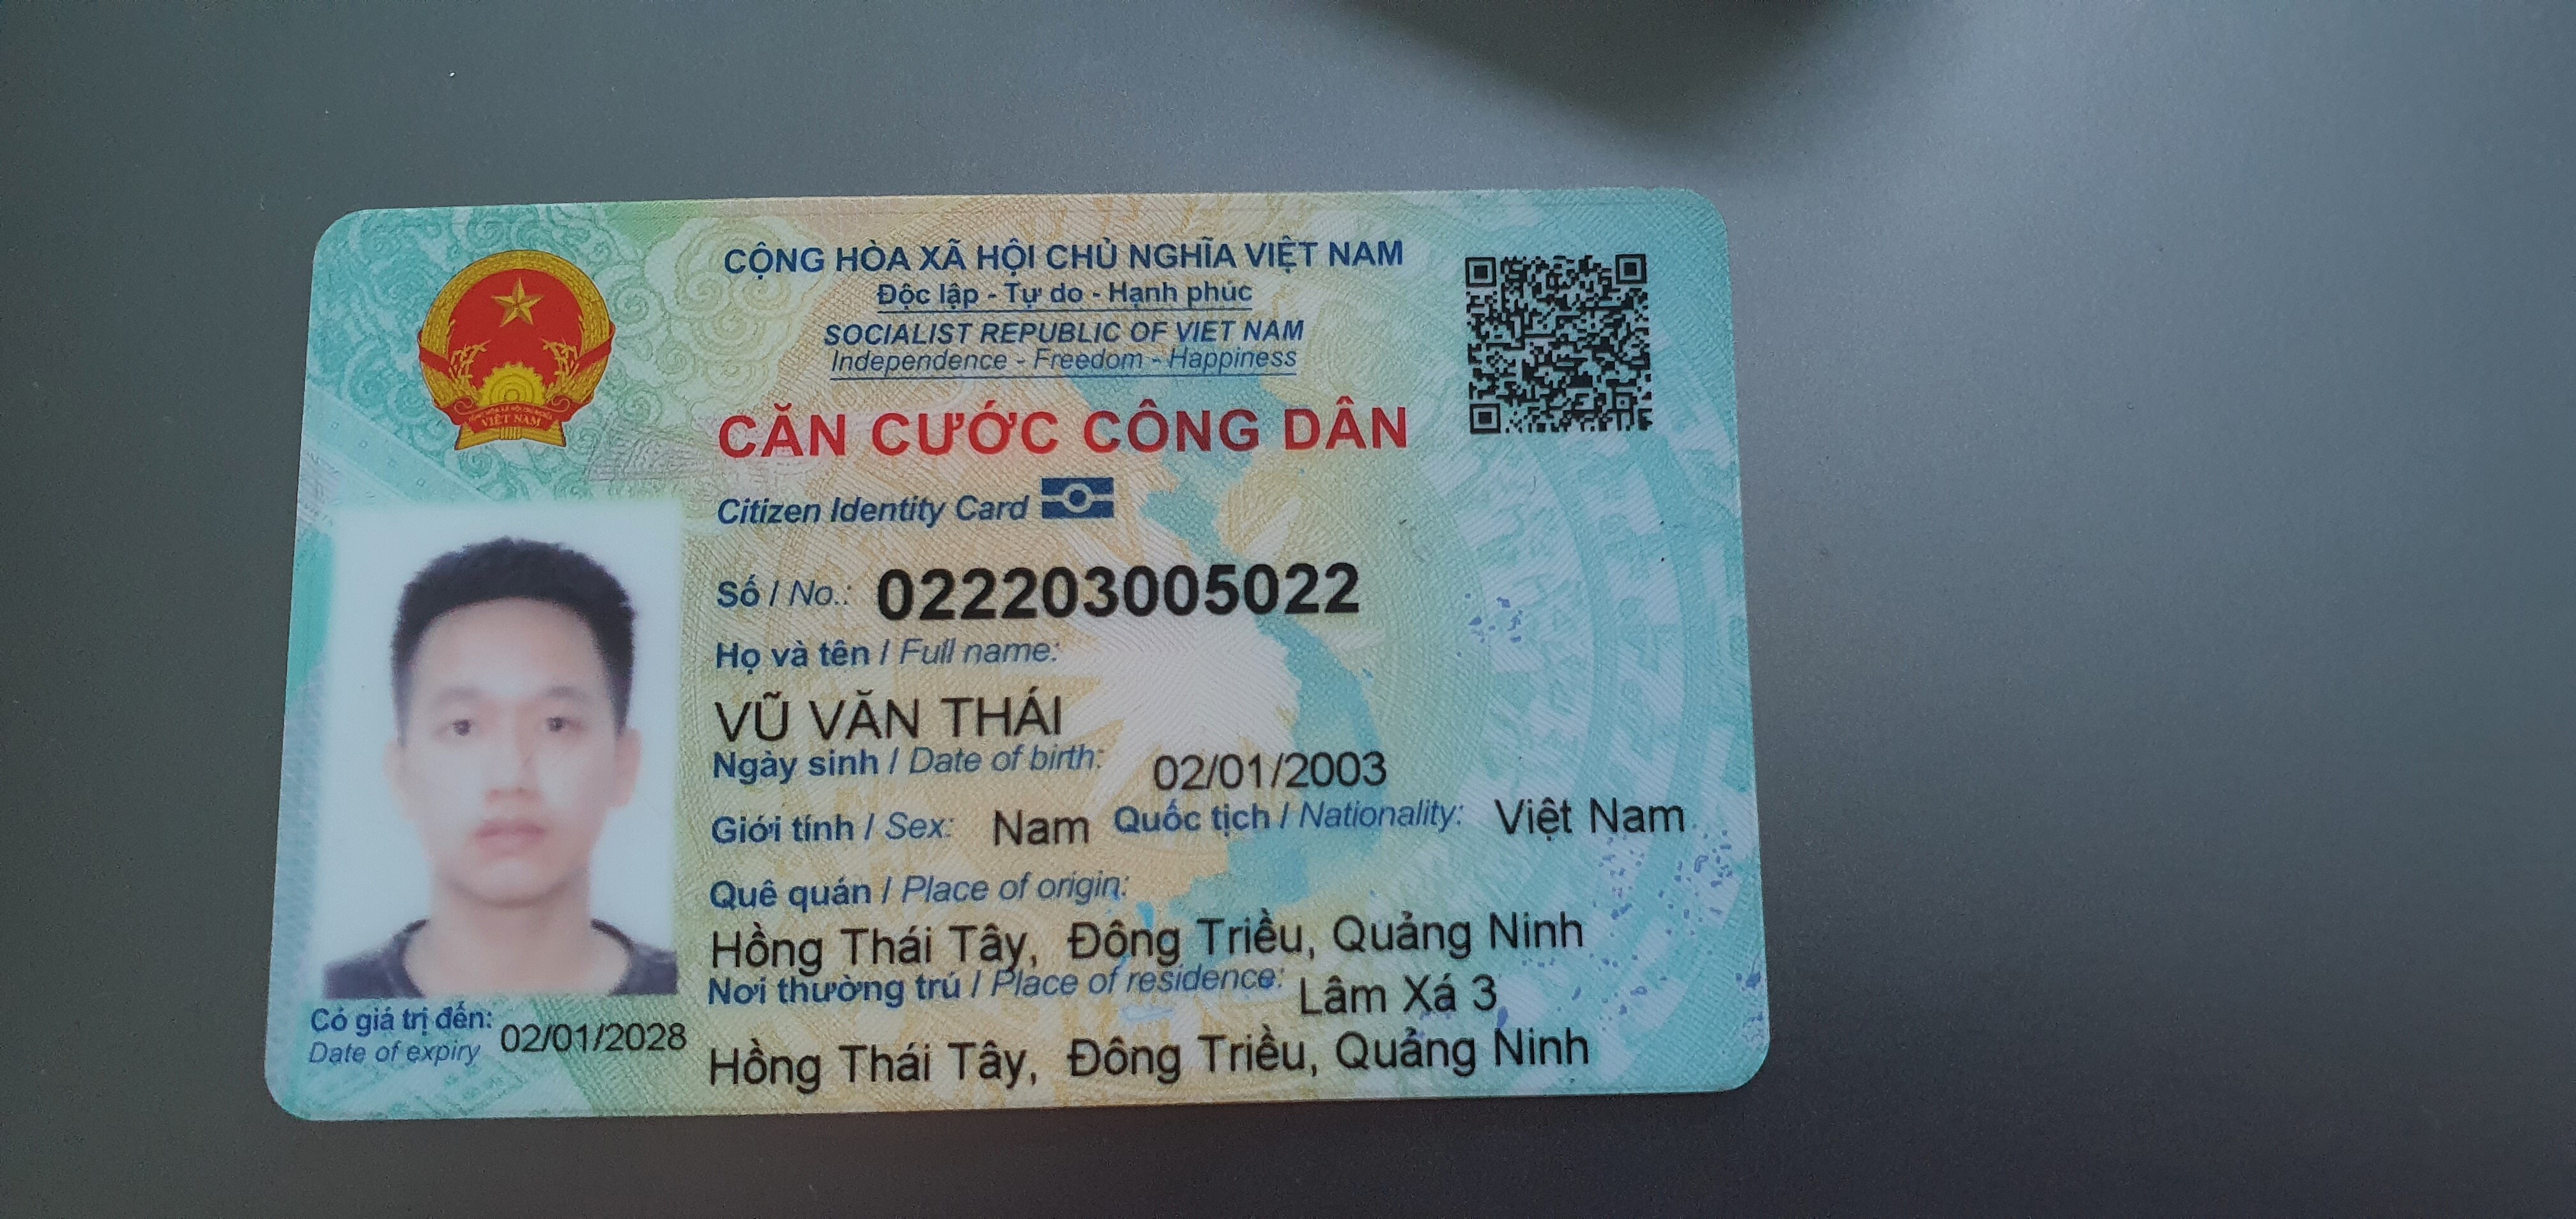 CỘNG HÒA XÃ HỘI CHỦ NGHĨA VIỆT NAM
Độc lập - Tự do - Hạnh phúc
SOCIALIST REPUBLIC OF VIET NAM
Independence - Freedom - Happiness
VIỆT NAM
CĂN CƯỚC CÔNG DÂN
Citizen Identity Card
Số / No.: 022203005022
Họ và tên / Full name:
VŨ VĂN THÁI
Ngày sinh / Date of birth: 02/01/2003
Giới tính / Sex: Nam Quốc tịch / Nationality: Việt Nam
Quê quán / Place of origin:
Hồng Thái Tây, Đông Triều, Quảng Ninh
Nơi thường trú / Place of residence: Lâm Xá 3
Hồng Thái Tây, Đông Triều, Quảng Ninh
Có giá trị đến: 02/01/2028
Date of expiry